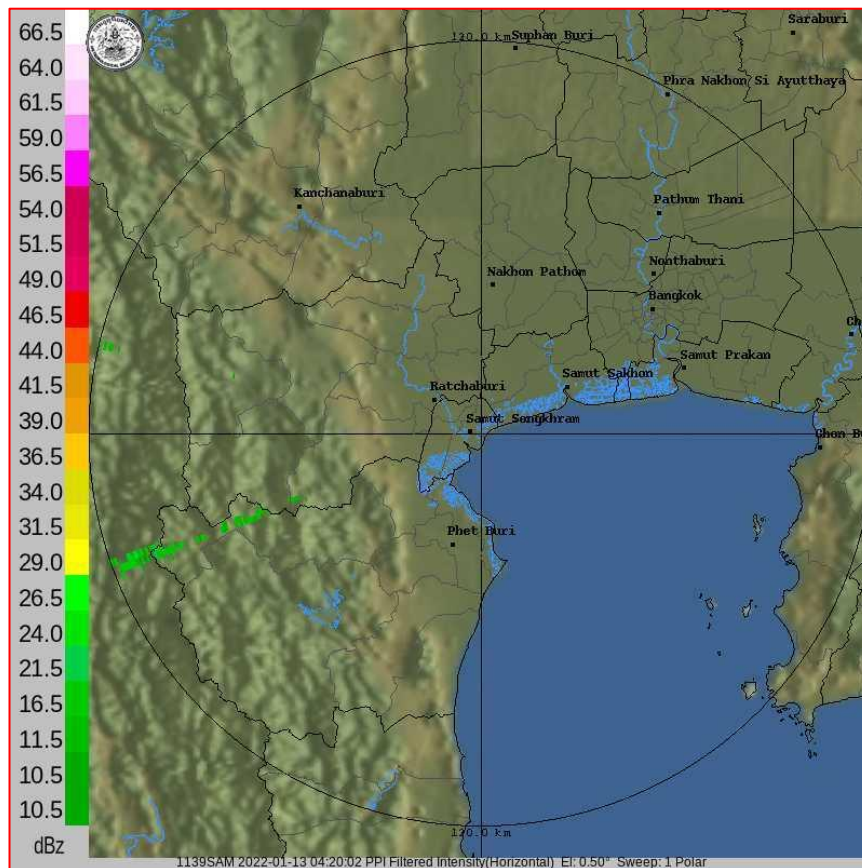 66.5
64.0
61.5
59.0
56.5
54.0
51.5
49.0
46.5
44.0
41.5
39.0
36.5
34.0
31.5
29.0
26.5
24.0
21.5
16.5
11.5
10.5
10.5
dBz
Saraburi
120.0 km
Suphan Buri
Phra Nakhon Si Ayutthaya
Kanchanaburi
Pathum Thani
Nonthaburi
Nakhon Pathom
Bangkok
Ch
Samut Prakan
Samut Sakhon
Ratchaburi
Samut Songkhram
Chon Bu
Phet Buri
120.0 km
1139SAM 2022-01-13 04:20:02 PPI Filtered Intensity(Horizontal) El: 0.50° Sweep: 1 Polar